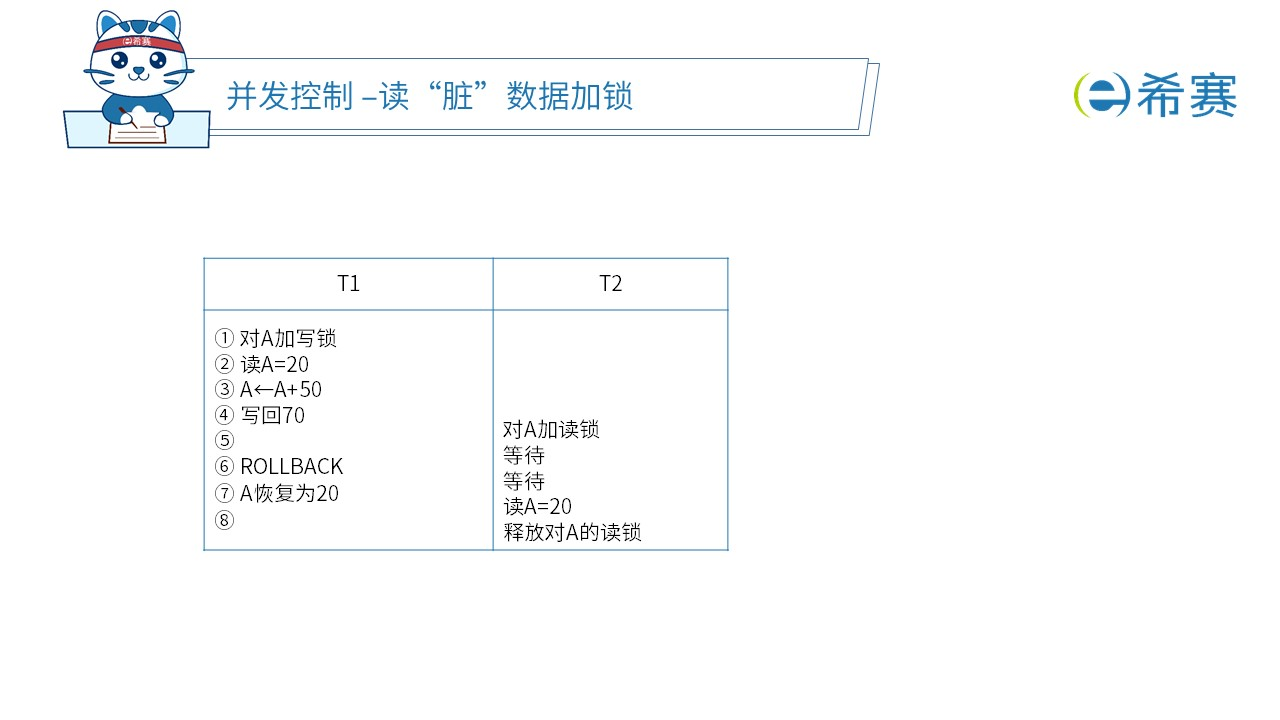 希赛
并发控制 –读“脏”数据加锁
希赛
T1
T2
① 对A加写锁
② 读A=20
③ A←A+50
④ 写回70
⑤
⑥ ROLLBACK
⑦ A恢复为20
⑧
对A加读锁
等待
等待
读A=20
释放对A的读锁